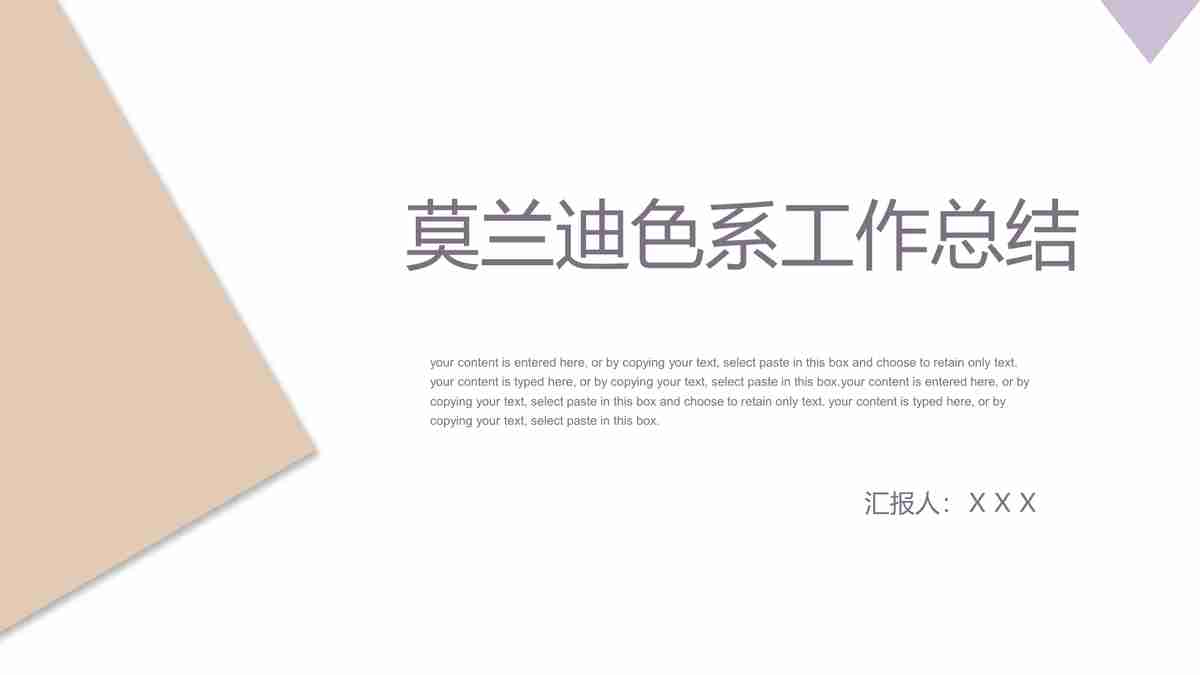 莫兰迪色系工作总结
your content is entered here, or by copying your text, select paste in this box and choose to retain only text.
your content is typed here, or by copying your text, select paste in this box.your content is entered here, or by
copying your text, select paste in this box and choose to retain only text. your content is typed here, or by
copying your text, select paste in this box.
汇报人：X X X